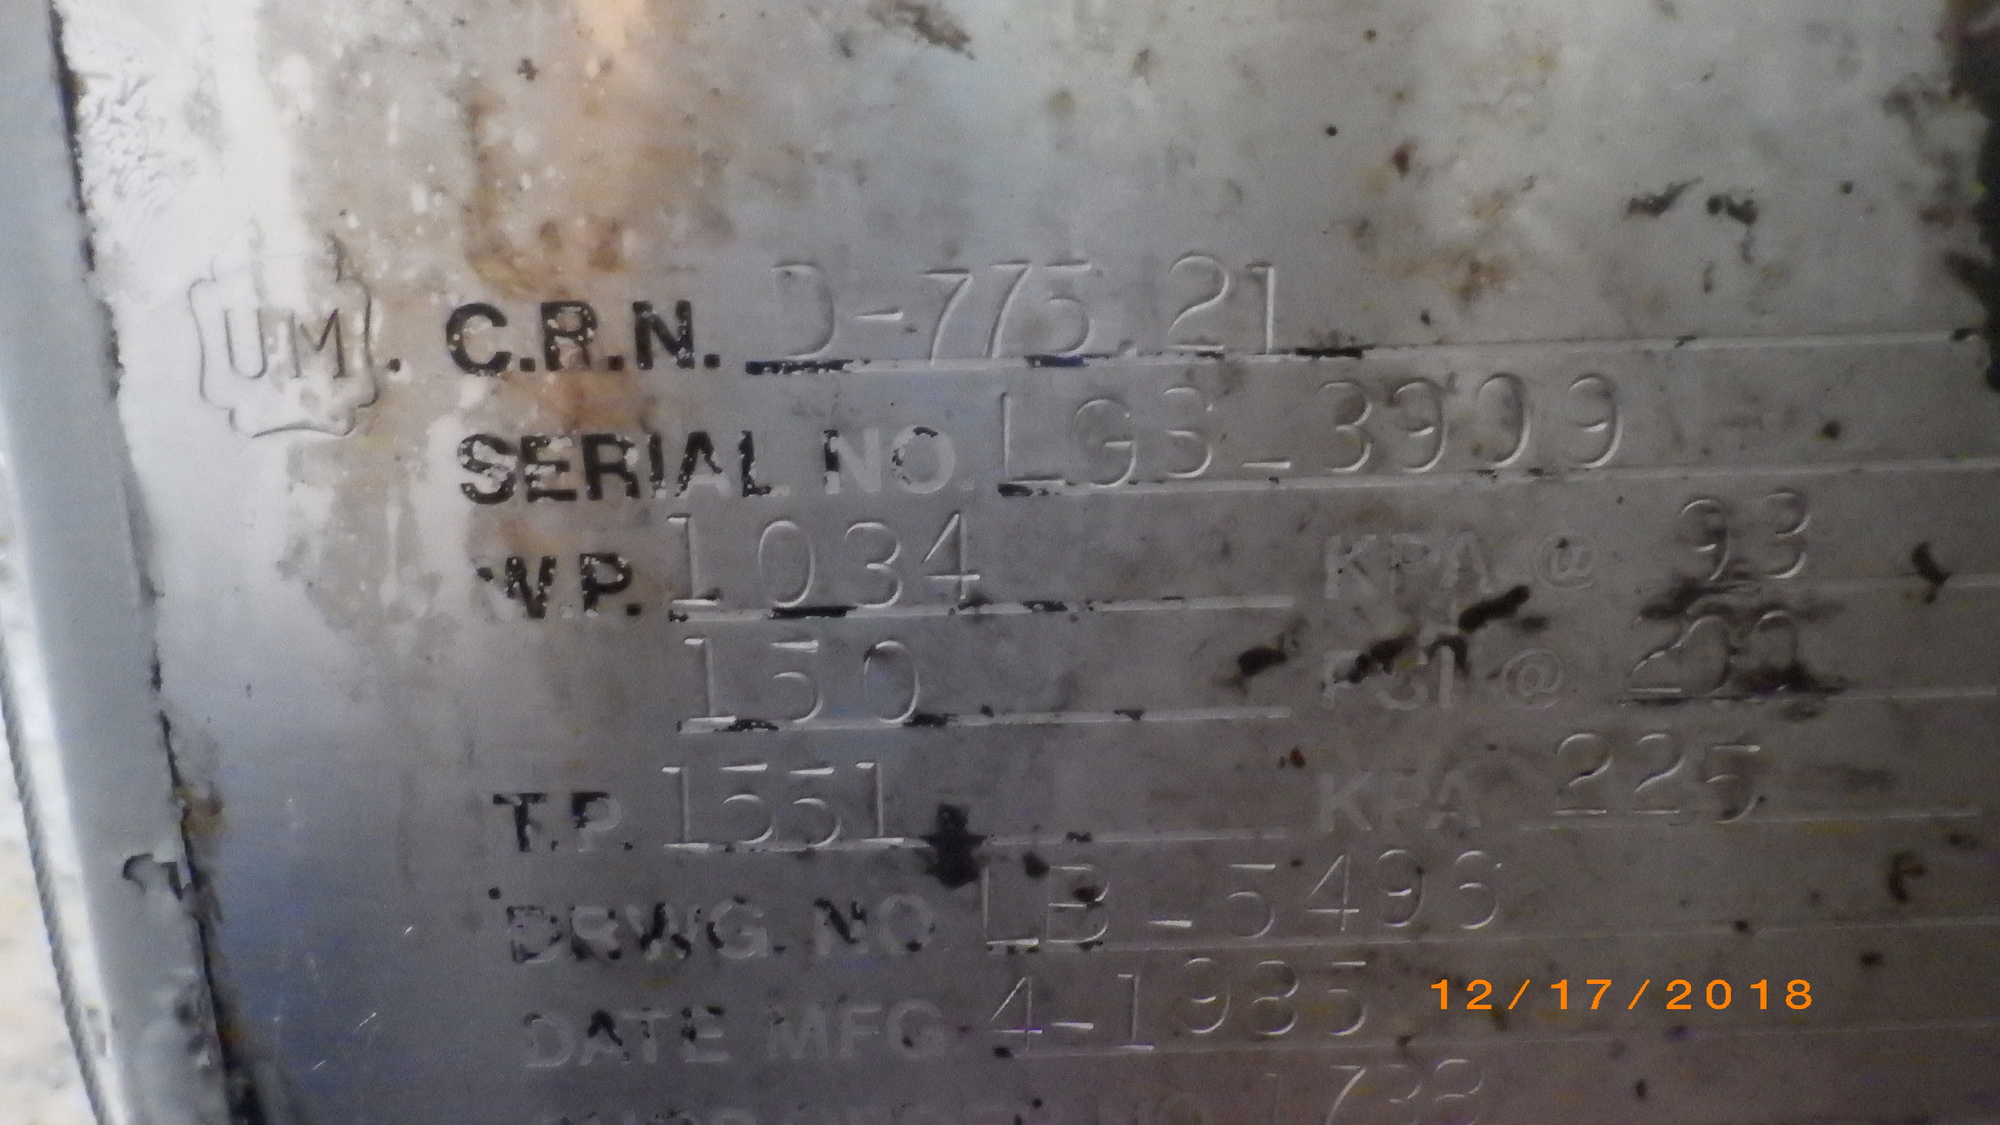 UM. C.R.N. D-775.21
SERIAL NO LGS-3909
W.P. 1034 KPA @ 93
150 PSI @ 200
T.P. 1551 KPA 225
DRWG. NO LB-5496
DATE MFG 4-1985
12/17/2018